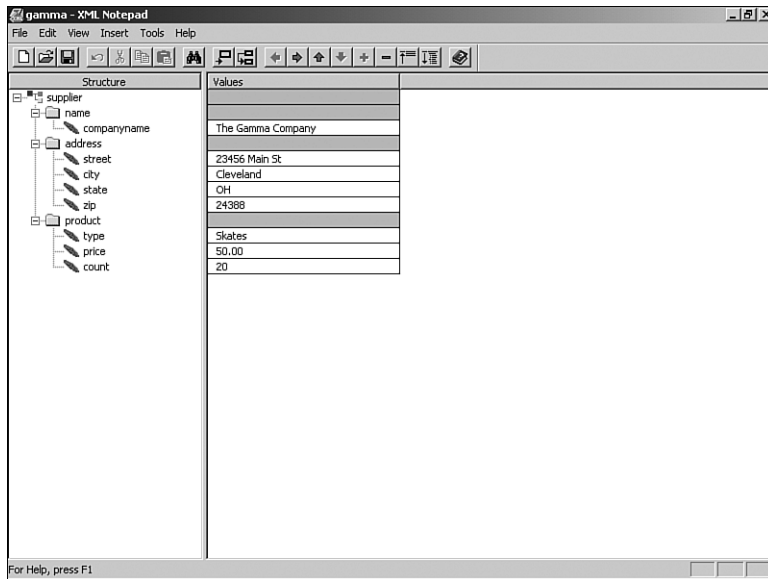 gamma - XML Notepad
File Edit View Insert Tools Help
Structure Values
supplier
name
companyname The Gamma Company
address
street 23456 Main St
city Cleveland
state OH
zip 24388
product
type Skates
price 50.00
count 20
For Help, press F1